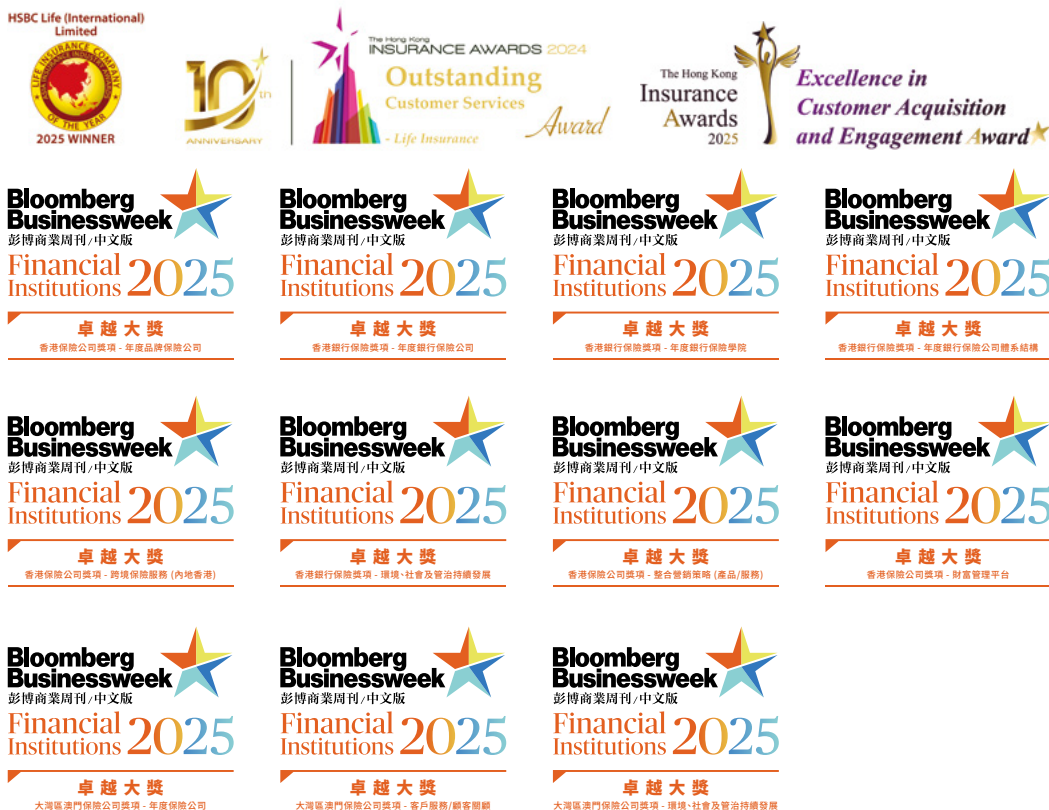 HSBC Life (International)
Limited
LIFE INSURANCE COMPANY
ASIA INSURANCE INDUSTRY AWARDS
OF THE YEAR
2025 WINNER
10th
ANNIVERSARY
The Hong Kong
INSURANCE AWARDS 2024
Outstanding
Customer Services
- Life Insurance
Award
The Hong Kong
Insurance
Awards
2025
Excellence in
Customer Acquisition
and Engagement Award
Bloomberg
Businessweek
彭博商業周刊/中文版
Financial
Institutions 2025
卓越大獎
香港保險公司獎項 - 年度品牌保險公司
Bloomberg
Businessweek
彭博商業周刊/中文版
Financial
Institutions 2025
卓越大獎
香港銀行保險獎項 - 年度銀行保險公司
Bloomberg
Businessweek
彭博商業周刊/中文版
Financial
Institutions 2025
卓越大獎
香港銀行保險獎項 - 年度銀行保險學院
Bloomberg
Businessweek
彭博商業周刊/中文版
Financial
Institutions 2025
卓越大獎
香港銀行保險獎項 - 年度銀行保險公司體系結構
Bloomberg
Businessweek
彭博商業周刊/中文版
Financial
Institutions 2025
卓越大獎
香港保險公司獎項 - 跨境保險服務 (內地香港)
Bloomberg
Businessweek
彭博商業周刊/中文版
Financial
Institutions 2025
卓越大獎
香港銀行保險獎項 - 環境、社會及管治持續發展
Bloomberg
Businessweek
彭博商業周刊/中文版
Financial
Institutions 2025
卓越大獎
香港保險公司獎項 - 整合營銷策略 (產品/服務)
Bloomberg
Businessweek
彭博商業周刊/中文版
Financial
Institutions 2025
卓越大獎
香港保險公司獎項 - 財富管理平台
Bloomberg
Businessweek
彭博商業周刊/中文版
Financial
Institutions 2025
卓越大獎
大灣區澳門保險公司獎項 - 年度保險公司
Bloomberg
Businessweek
彭博商業周刊/中文版
Financial
Institutions 2025
卓越大獎
大灣區澳門保險公司獎項 - 客戶服務/顧客關顧
Bloomberg
Businessweek
彭博商業周刊/中文版
Financial
Institutions 2025
卓越大獎
大灣區澳門保險公司獎項 - 環境、社會及管治持續發展